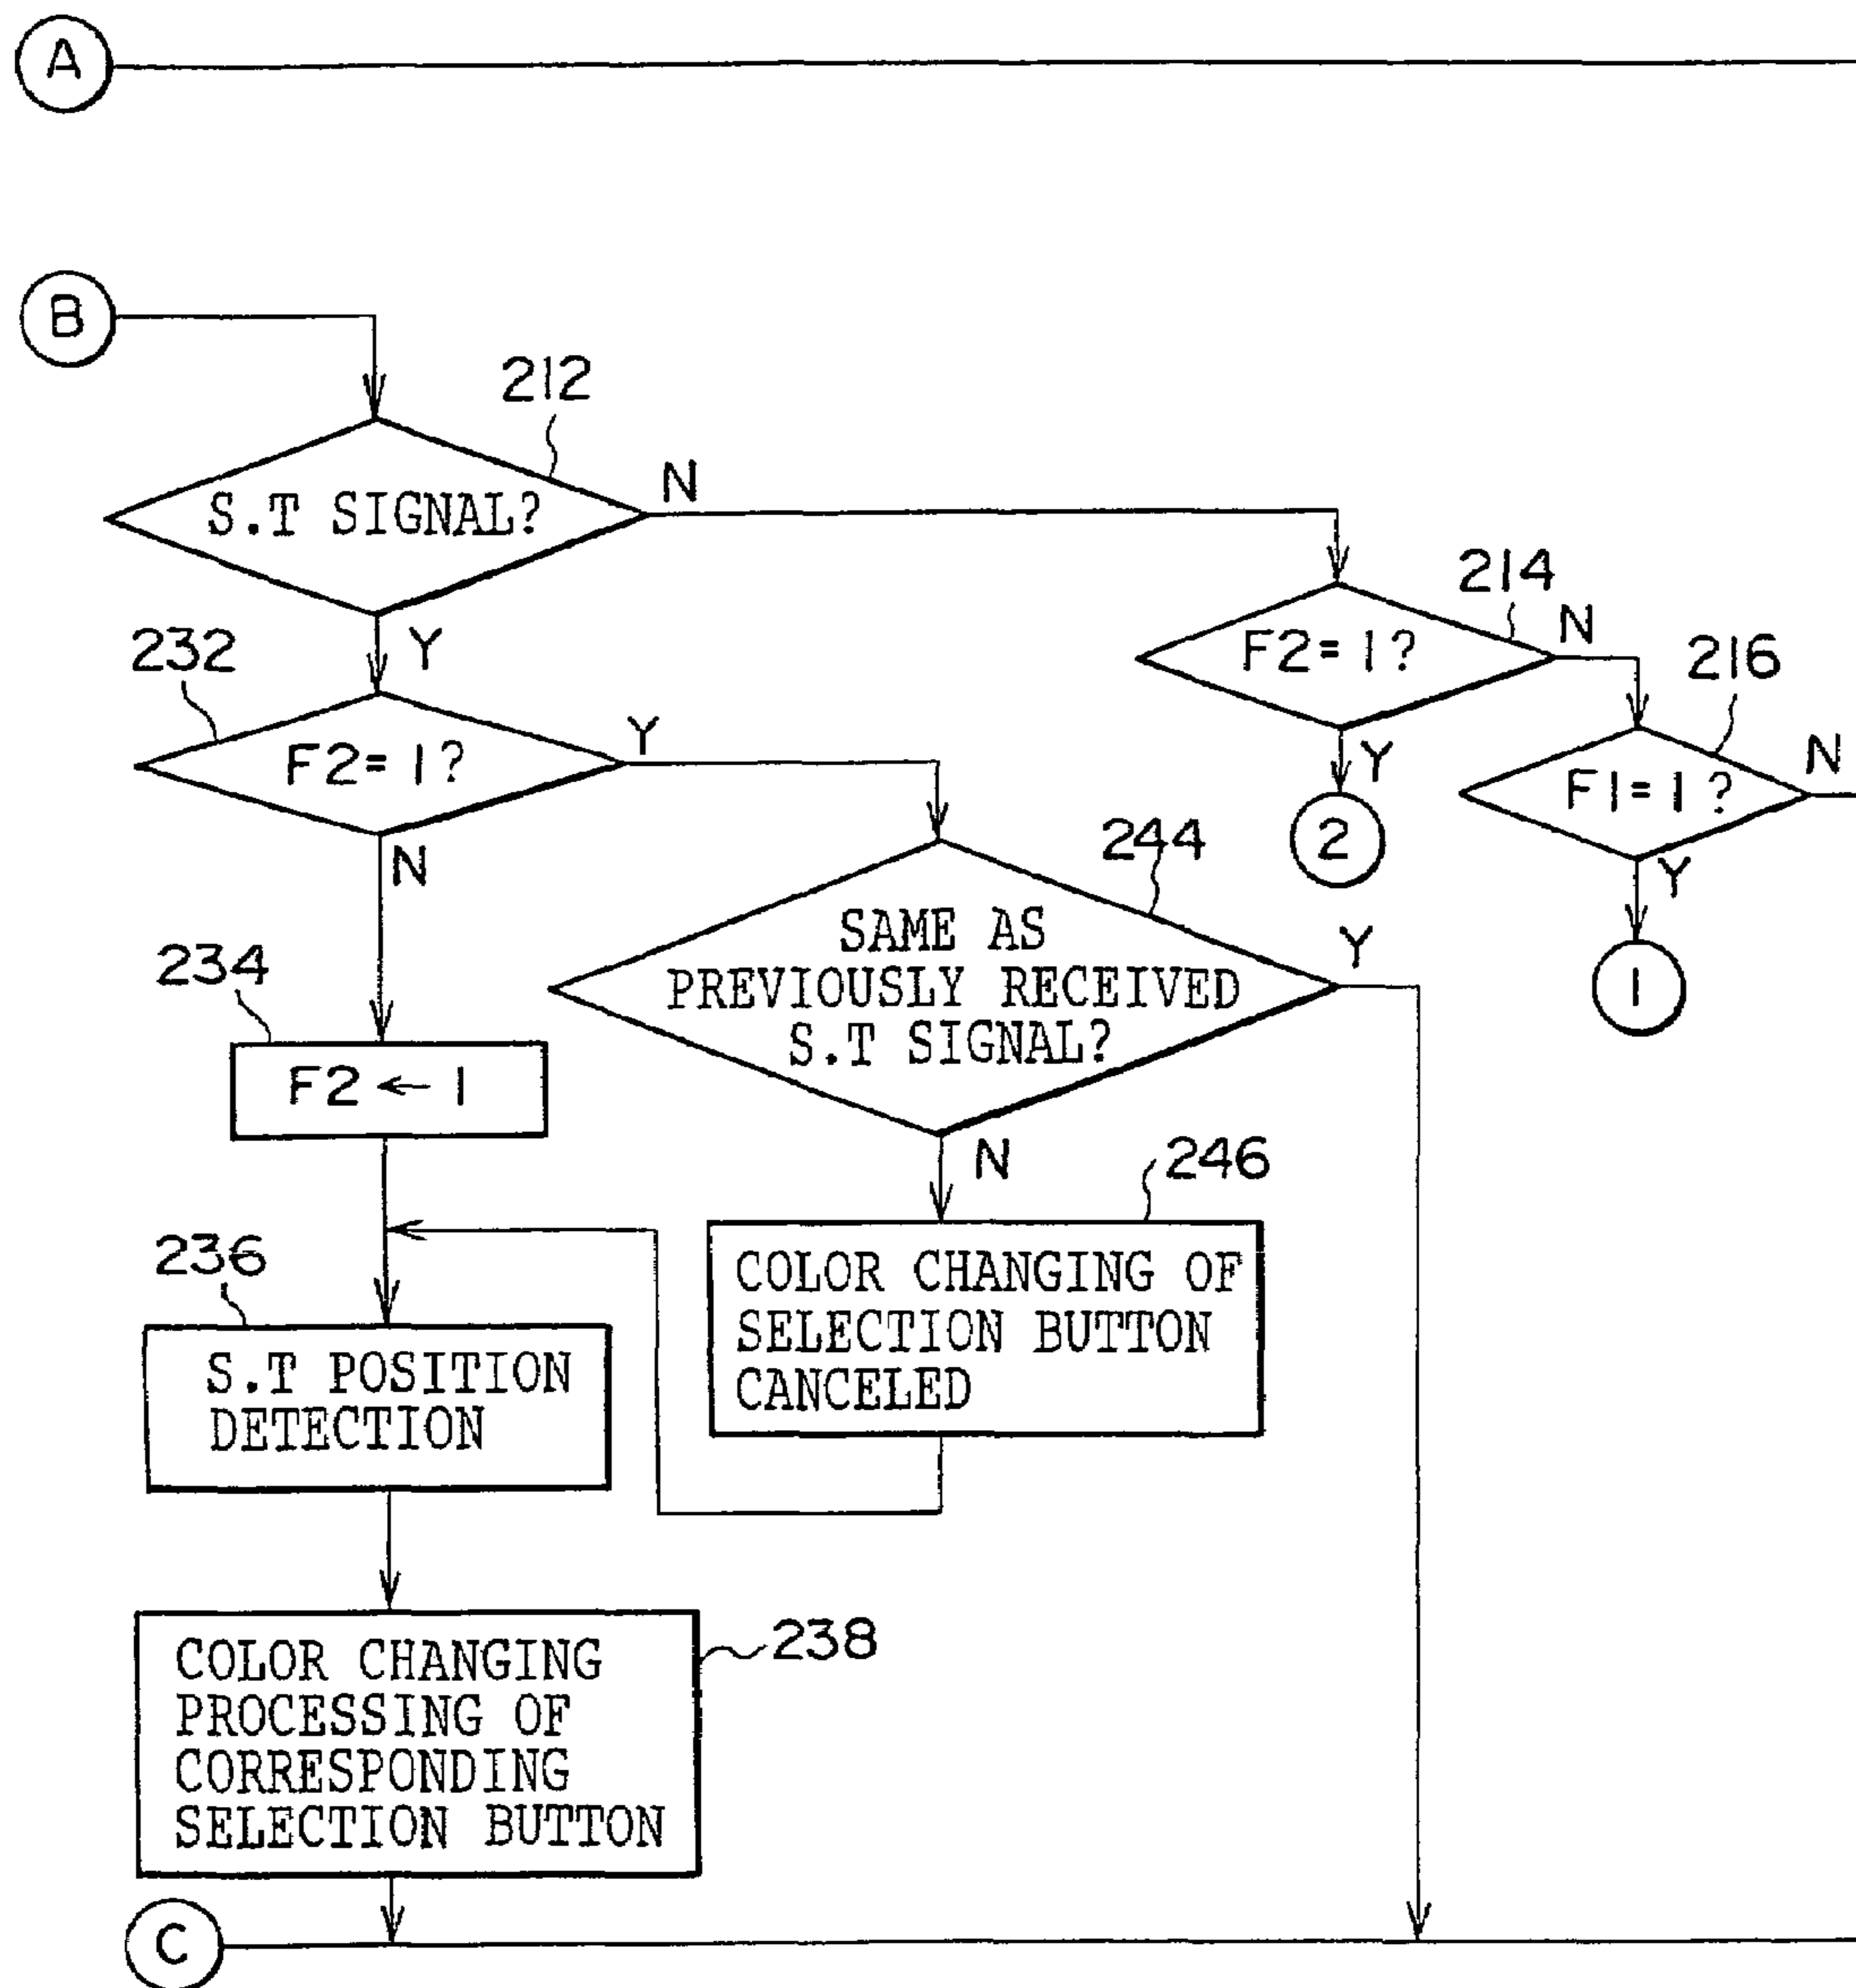 A
B
212
S.T SIGNAL?
N
Y
214
F2=1?
N
Y
2
216
F1=1?
N
Y
1
232
F2=1?
Y
N
244
SAME AS
PREVIOUSLY RECEIVED
S.T SIGNAL?
Y
N
234
F2←1
246
COLOR CHANGING OF
SELECTION BUTTON
CANCELED
236
S.T POSITION
DETECTION
238
COLOR CHANGING
PROCESSING OF
CORRESPONDING
SELECTION BUTTON
C